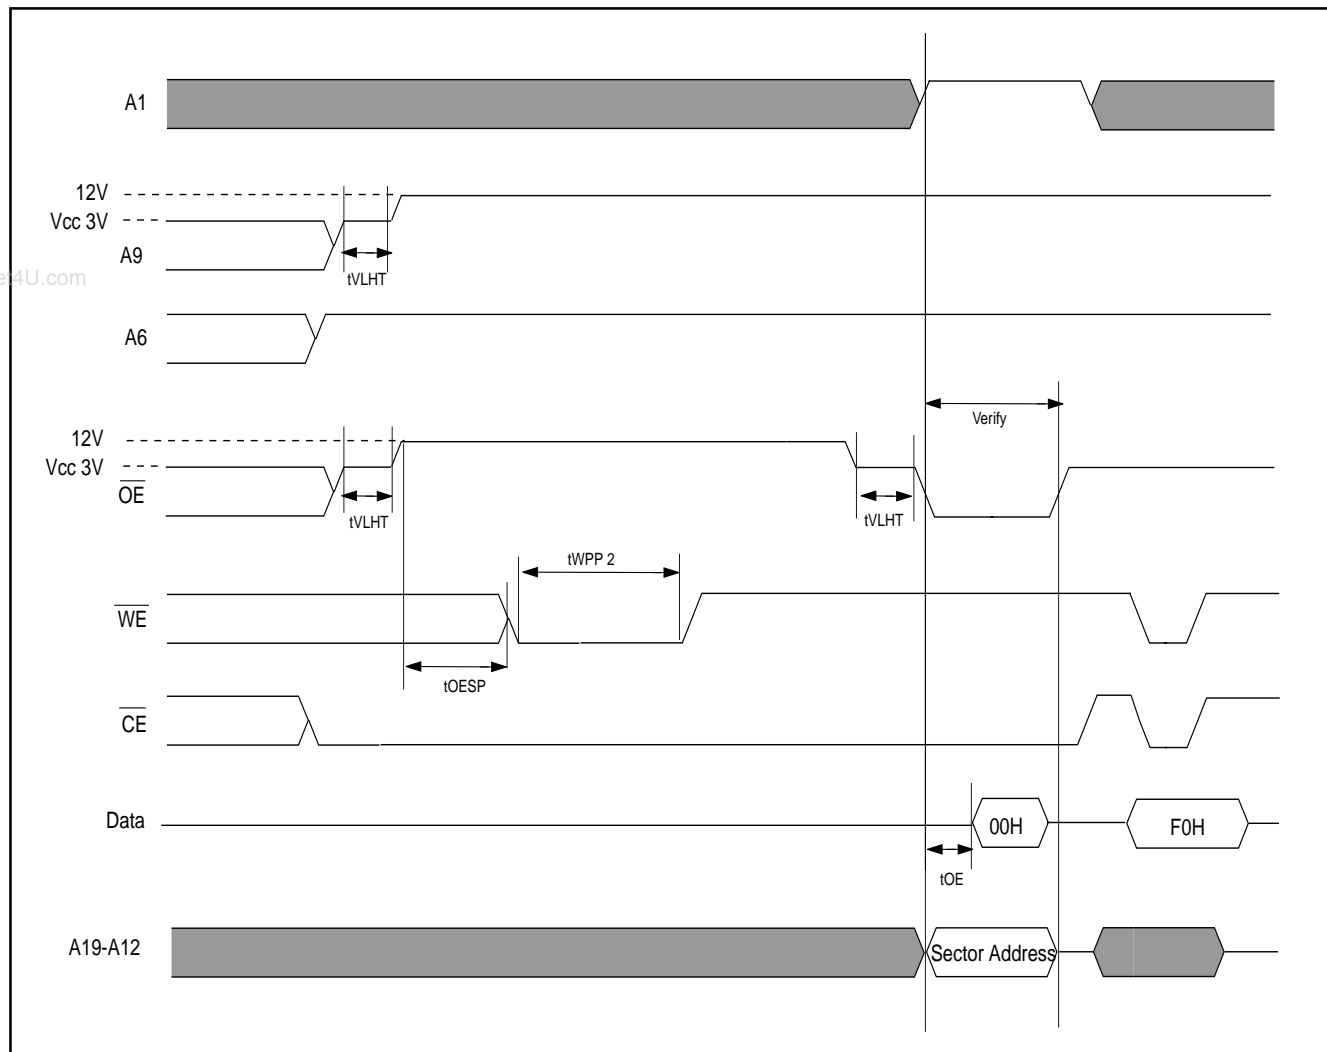 A1
12V
Vcc 3V
A9
tVLHT
et4U.com
A6
Verify
12V
Vcc 3V
OE
tVLHT
tVLHT
tWPP 2
WE
tOESP
CE
Data
00H
F0H
tOE
A19-A12
Sector Address